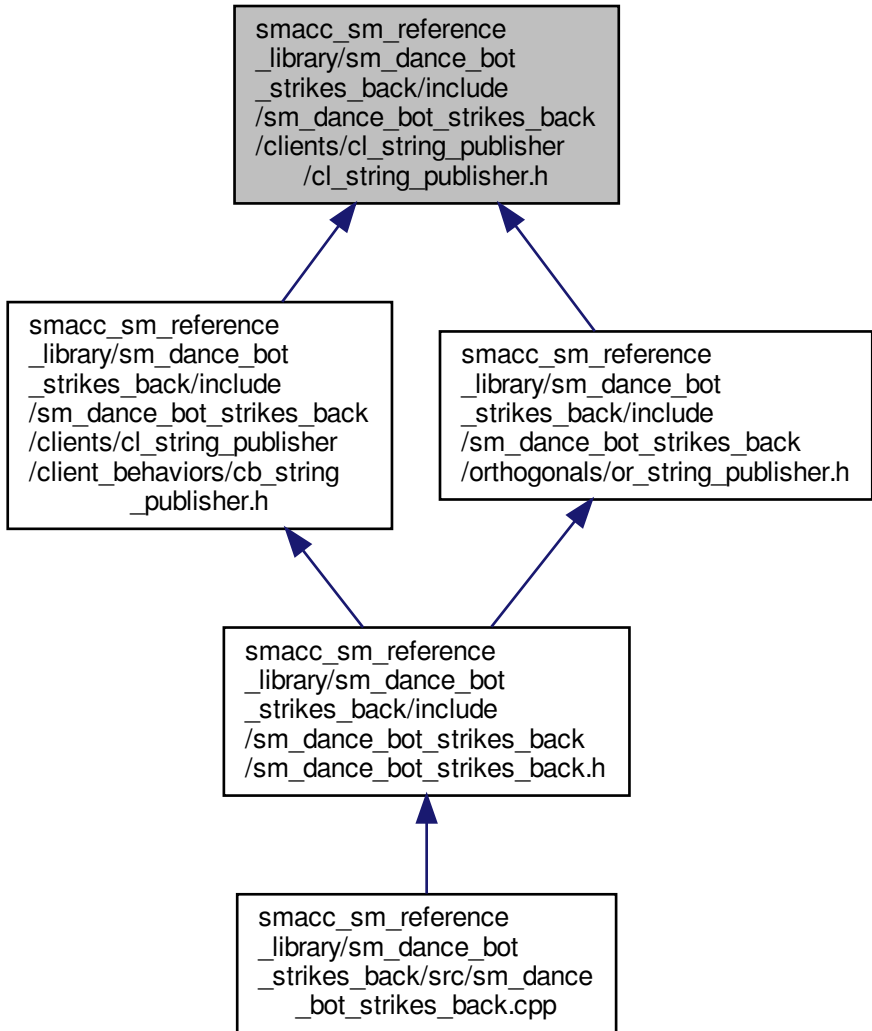 smacc_sm_reference
_library/sm_dance_bot
_strikes_back/include
/sm_dance_bot_strikes_back
/clients/cl_string_publisher
/cl_string_publisher.h
smacc_sm_reference
_library/sm_dance_bot
_strikes_back/include
/sm_dance_bot_strikes_back
/clients/cl_string_publisher
/client_behaviors/cb_string
_publisher.h
smacc_sm_reference
_library/sm_dance_bot
_strikes_back/include
/sm_dance_bot_strikes_back
/orthogonals/or_string_publisher.h
smacc_sm_reference
_library/sm_dance_bot
_strikes_back/include
/sm_dance_bot_strikes_back
/sm_dance_bot_strikes_back.h
smacc_sm_reference
_library/sm_dance_bot
_strikes_back/src/sm_dance
_bot_strikes_back.cpp